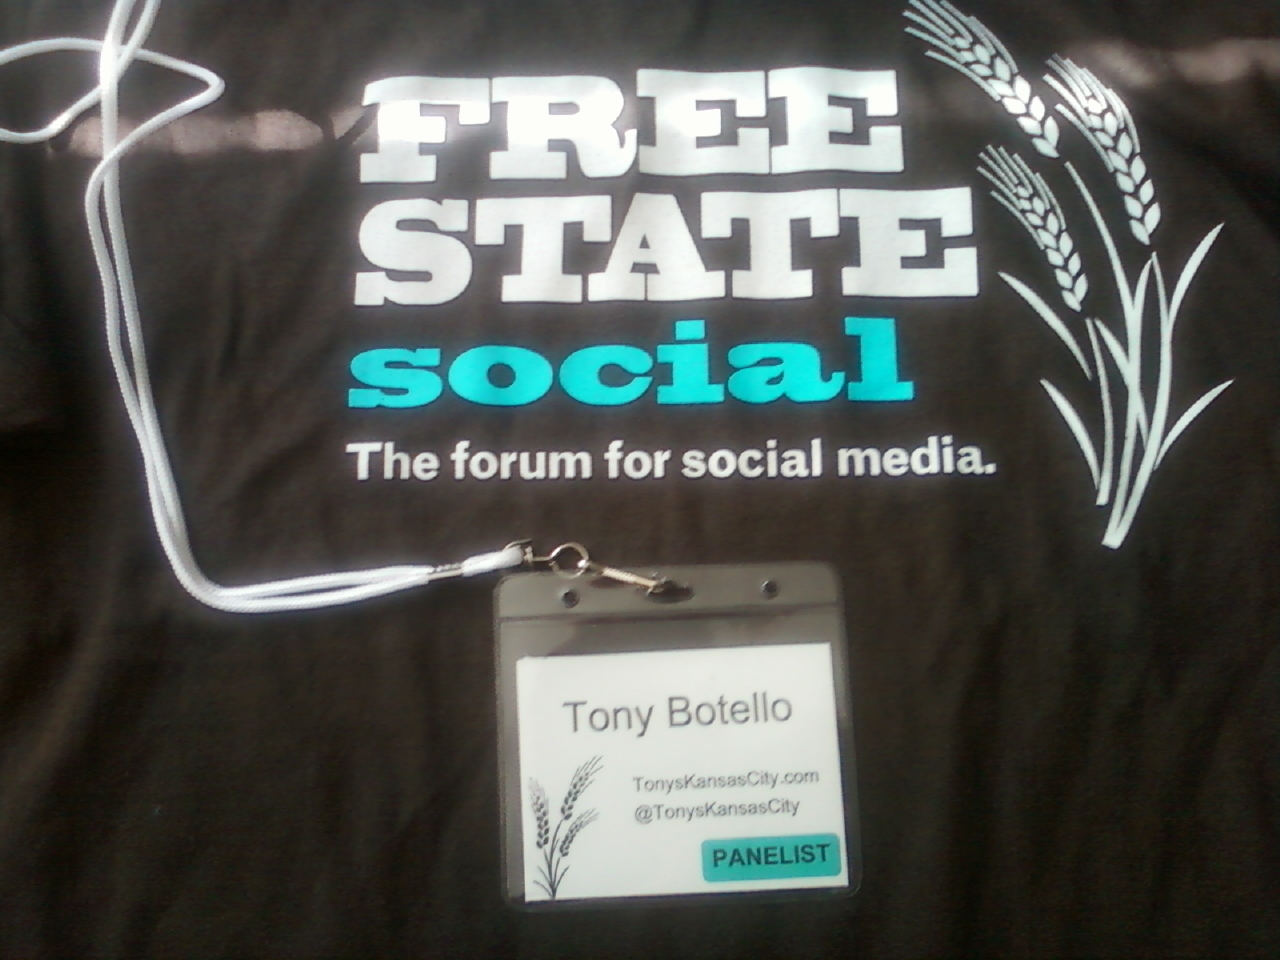 FREE
STATE
social
The forum for social media.
Tony Botello
TonysKansasCity.com
@TonysKansasCity
PANELIST